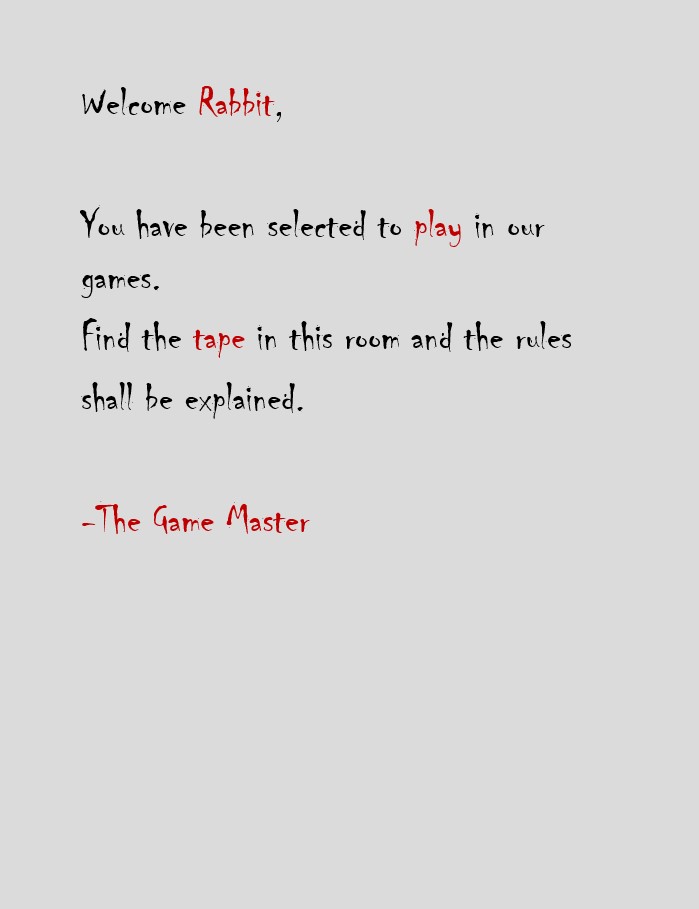 Welcome Rabbit,
You have been selected to play in our
games.
Find the tape in this room and the rules
shall be explained.
-The Game Master